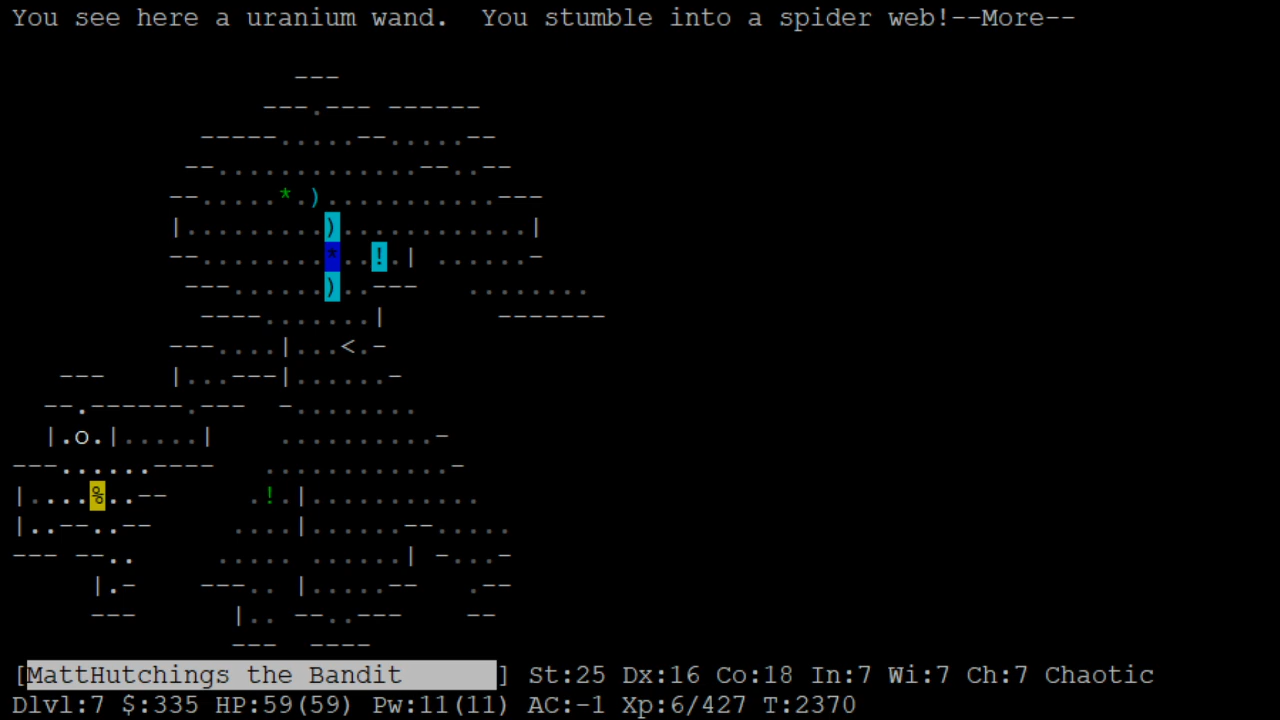 You see here a uranium wand.  You stumble into a spider web!--More--
---
---.--- ------
-----.....--.....--
--.............--..--
--.....*.)...........---
|.........)............|
--........*..!.| ......-
---......)..--- ........
----.......| -------
---....|...<.-
|...---|......-
---
--.------.--- -........
|.o.|.....| ..........-
---......---- ............-
|....%..-- .!.|...........
|..--..-- ....|......--.....
--- --.. ..... ......| -...-
|.- ---.. |.....-- .--
--- |.. --..--- --
--- ----
[MattHutchings the Bandit      ] St:25 Dx:16 Co:18 In:7 Wi:7 Ch:7 Chaotic
Dlvl:7 $:335 HP:59(59) Pw:11(11) AC:-1 Xp:6/427 T:2370